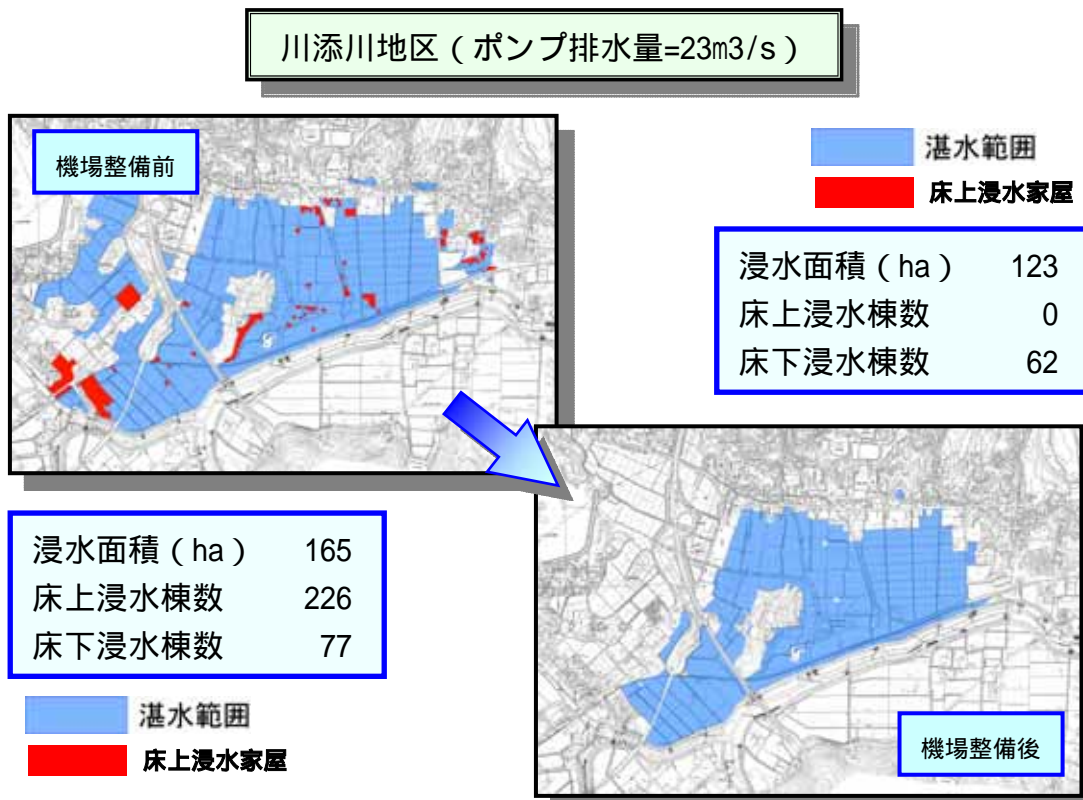 川添川地区(ポンプ排水量=23m3/s)
機場整備前
湛水範囲
床上浸水家屋
浸水面積(ha) 123
床上浸水棟数 0
床下浸水棟数 62
浸水面積(ha) 165
床上浸水棟数 226
床下浸水棟数 77
湛水範囲
床上浸水家屋
機場整備後